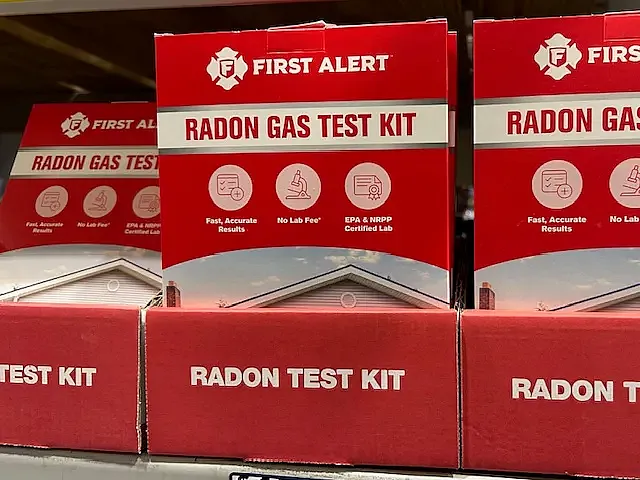 FIRST AL
RADON GAS TEST
Fast, Accurate
Results
No Lab Fee*
EPA & NRPP
Certified Lab
TEST KIT
F FIRST ALERT
RADON GAS TEST KIT
Fast, Accurate
Results
No Lab Fee*
EPA & NRPP
Certified Lab
RADON TEST KIT
F FIRS
RADON GAS
Fast, Accurate
Results
No Lab
RADON T